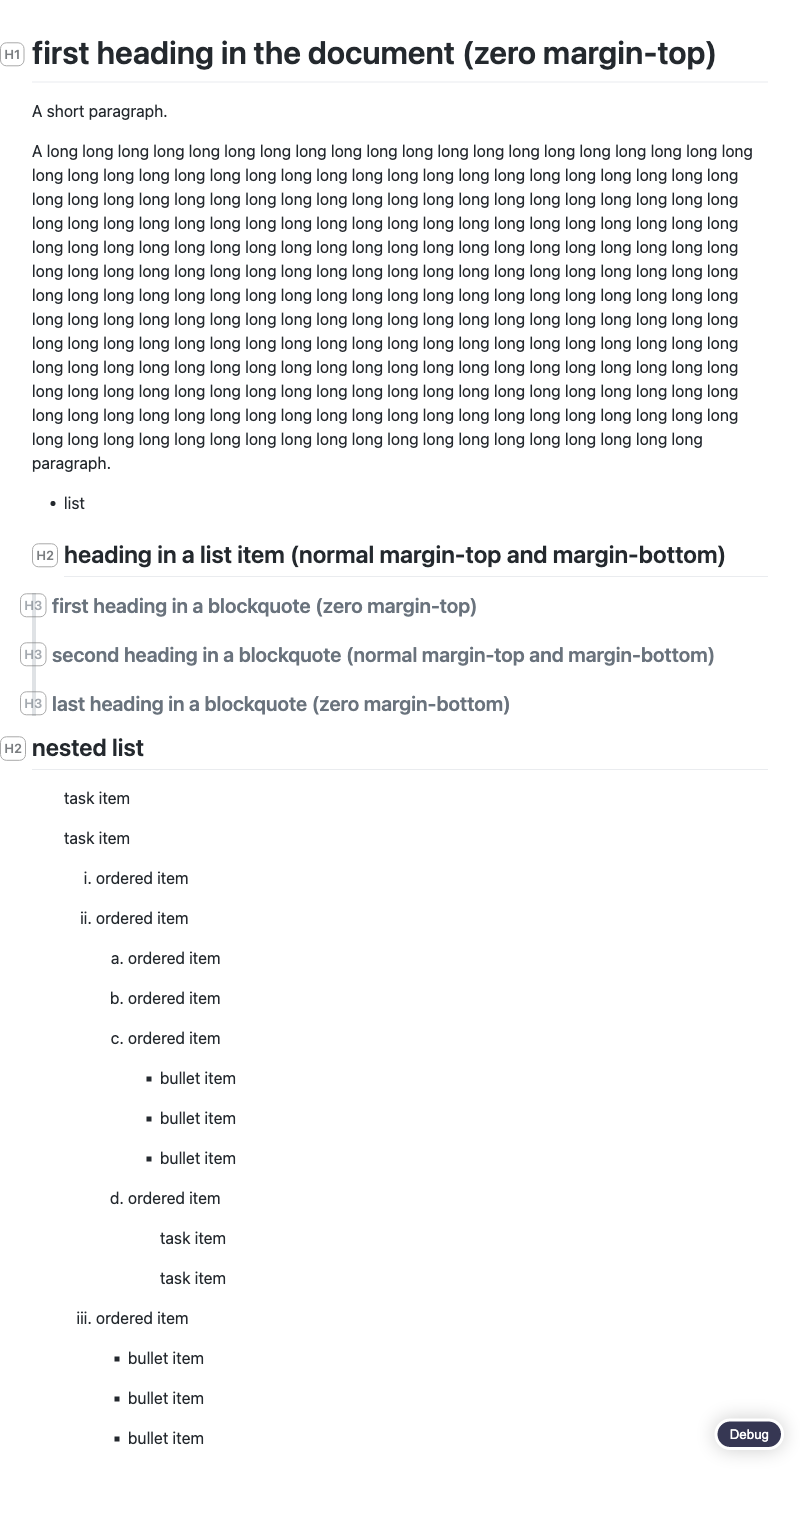 H1 first heading in the document (zero margin-top)
A short paragraph.
A long long long long long long long long long long long long long long long long long long long long
long long long long long long long long long long long long long long long long long long long long
long long long long long long long long long long long long long long long long long long long long
long long long long long long long long long long long long long long long long long long long long
long long long long long long long long long long long long long long long long long long long long
long long long long long long long long long long long long long long long long long long long long
long long long long long long long long long long long long long long long long long long long long
long long long long long long long long long long long long long long long long long long long long
long long long long long long long long long long long long long long long long long long long long
long long long long long long long long long long long long long long long long long long long long
long long long long long long long long long long long long long long long long long long long long
long long long long long long long long long long long long long long long long long long long long
long long long long long long long long long long long long long long long long long long long
paragraph.
• list
H2 heading in a list item (normal margin-top and margin-bottom)
H3 first heading in a blockquote (zero margin-top)
H3 second heading in a blockquote (normal margin-top and margin-bottom)
H3 last heading in a blockquote (zero margin-bottom)
H2 nested list
task item
task item
i. ordered item
ii. ordered item
a. ordered item
b. ordered item
c. ordered item
▪ bullet item
▪ bullet item
▪ bullet item
d. ordered item
task item
task item
iii. ordered item
▪ bullet item
▪ bullet item
▪ bullet item
Debug